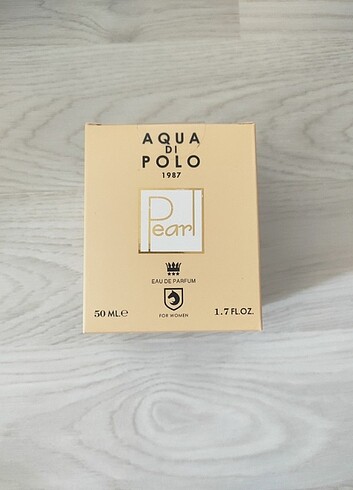 AQUA
DI
POLO
1987
Pearl
EAU DE PARFUM
50 ML℮
FOR WOMEN
1.7 FL.OZ.